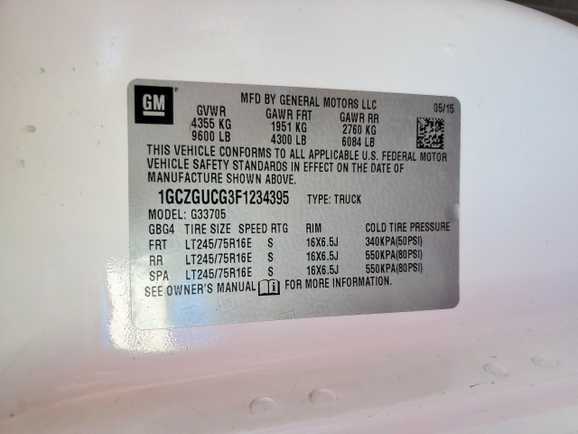 GM
MFD BY GENERAL MOTORS LLC 05/15
GVWR GAWR FRT GAWR RR
4355 KG 1951 KG 2760 KG
9600 LB 4300 LB 6084 LB
THIS VEHICLE CONFORMS TO ALL APPLICABLE U.S. FEDERAL MOTOR
VEHICLE SAFETY STANDARDS IN EFFECT ON THE DATE OF
MANUFACTURE SHOWN ABOVE.
1GCZGUCG3F1234395 TYPE: TRUCK
MODEL: G33705
GBG4 TIRE SIZE SPEED RTG RIM COLD TIRE PRESSURE
FRT LT245/75R16E S 16X6.5J 340KPA(50PSI)
RR LT245/75R16E S 16X6.5J 550KPA(80PSI)
SPA LT245/75R16E S 16X6.5J 550KPA(80PSI)
SEE OWNER'S MANUAL FOR MORE INFORMATION.